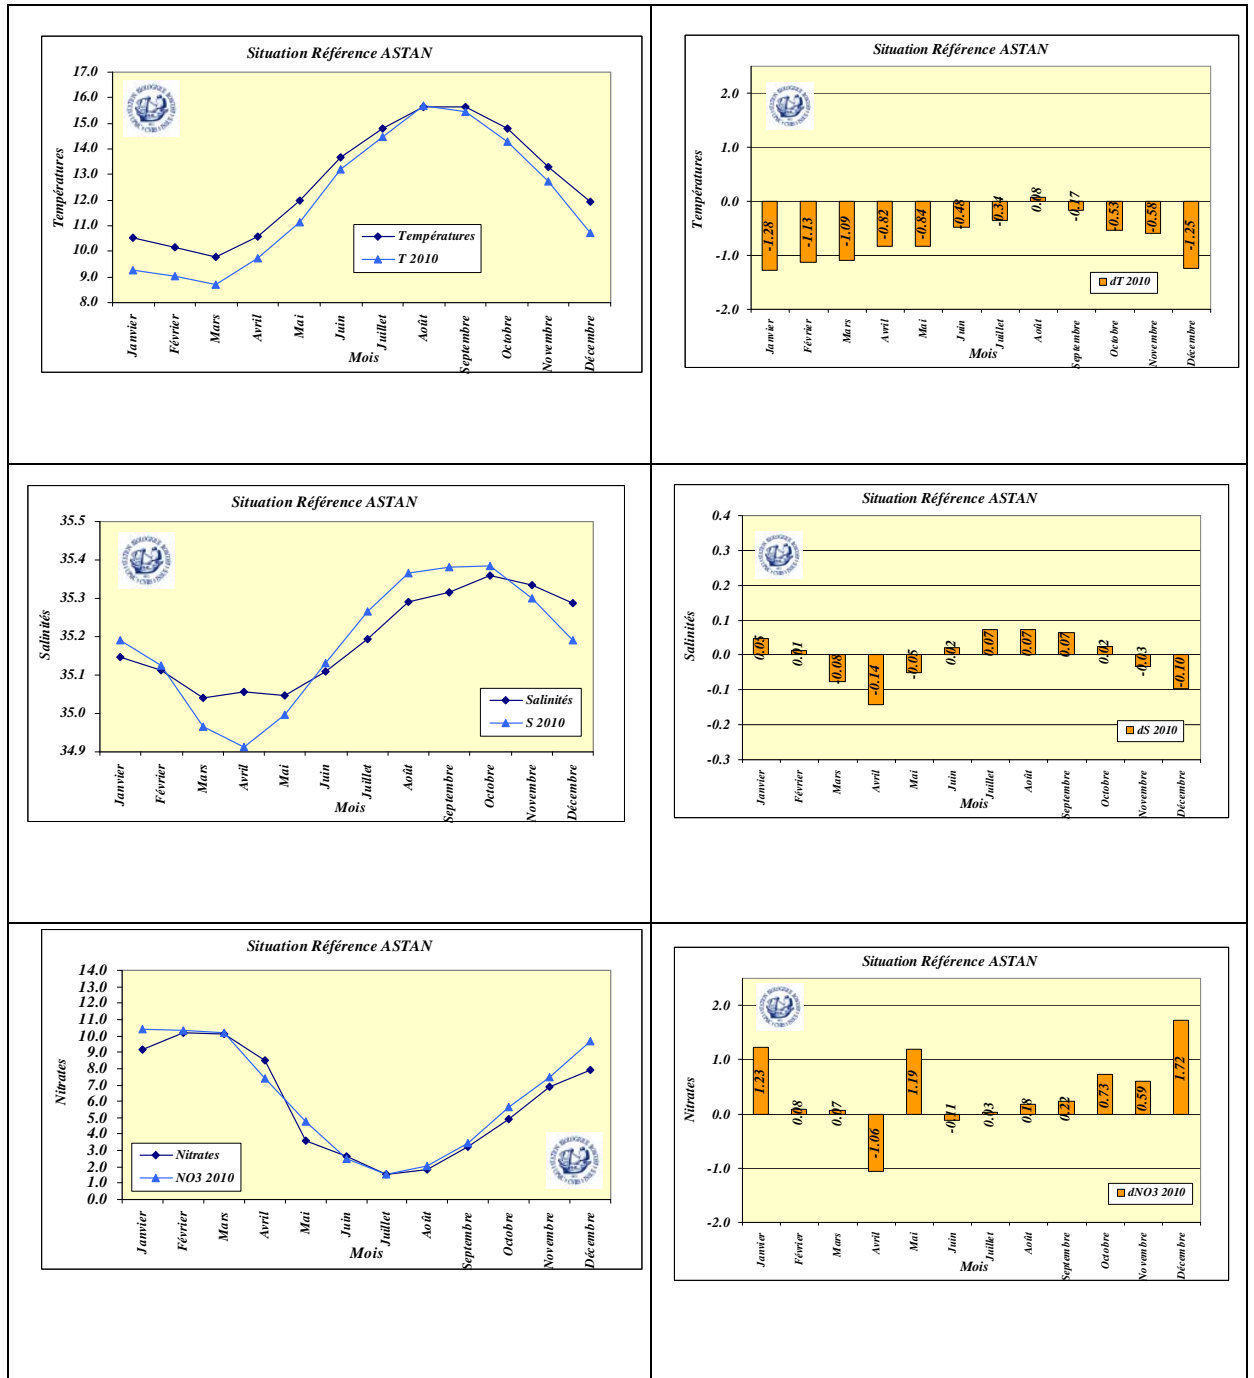 Situation Référence ASTAN
Températures
17.0
16.0
15.0
14.0
13.0
12.0
11.0
10.0
9.0
8.0
Températures
T 2010
Janvier
Février
Mars
Avril
Mai
Juin
Juillet
Août
Septembre
Octobre
Novembre
Décembre
Mois
Situation Référence ASTAN
Températures
2.0
1.0
0.0
-1.0
-2.0
-1.28
-1.13
-1.09
-0.82
-0.84
-0.48
-0.34
0.08
-0.17
-0.53
-0.58
-1.25
dT 2010
Janvier
Février
Mars
Avril
Mai
Juin
Juillet
Août
Septembre
Octobre
Novembre
Décembre
Mois
Situation Référence ASTAN
Salinités
35.5
35.4
35.3
35.2
35.1
35.0
34.9
Salinités
S 2010
Janvier
Février
Mars
Avril
Mai
Juin
Juillet
Août
Septembre
Octobre
Novembre
Décembre
Mois
Situation Référence ASTAN
Salinités
0.4
0.3
0.2
0.1
0.0
-0.1
-0.2
-0.3
0.05
0.01
-0.08
-0.14
-0.05
0.02
0.07
0.07
0.07
0.02
-0.03
-0.10
dS 2010
Janvier
Février
Mars
Avril
Mai
Juin
Juillet
Août
Septembre
Octobre
Novembre
Décembre
Mois
Situation Référence ASTAN
Nitrates
14.0
13.0
12.0
11.0
10.0
9.0
8.0
7.0
6.0
5.0
4.0
3.0
2.0
1.0
0.0
Nitrates
NO3 2010
Janvier
Février
Mars
Avril
Mai
Juin
Juillet
Août
Septembre
Octobre
Novembre
Décembre
Mois
Situation Référence ASTAN
Nitrates
2.0
1.0
0.0
-1.0
-2.0
1.23
0.08
0.07
-1.06
1.19
-0.11
0.03
0.18
0.22
0.73
0.59
1.72
dNO3 2010
Janvier
Février
Mars
Avril
Mai
Juin
Juillet
Août
Septembre
Octobre
Novembre
Décembre
Mois